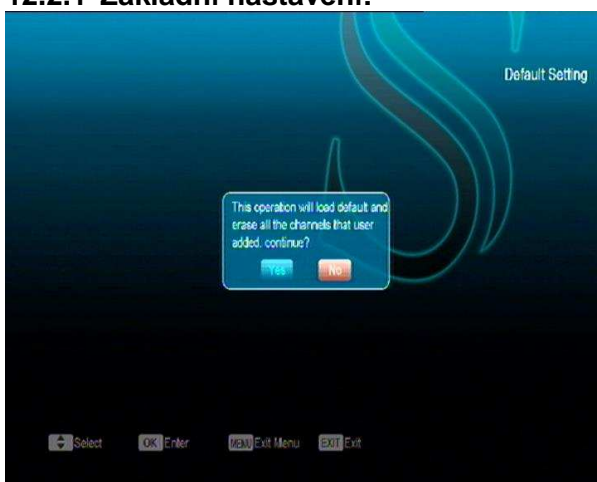 12.2.1 Základní nastavení:
Default Setting
This operation will load default and
erase all the channels that user
added, continue?
Yes No
Select OK Enter MENU Exit Menu EXIT Exit